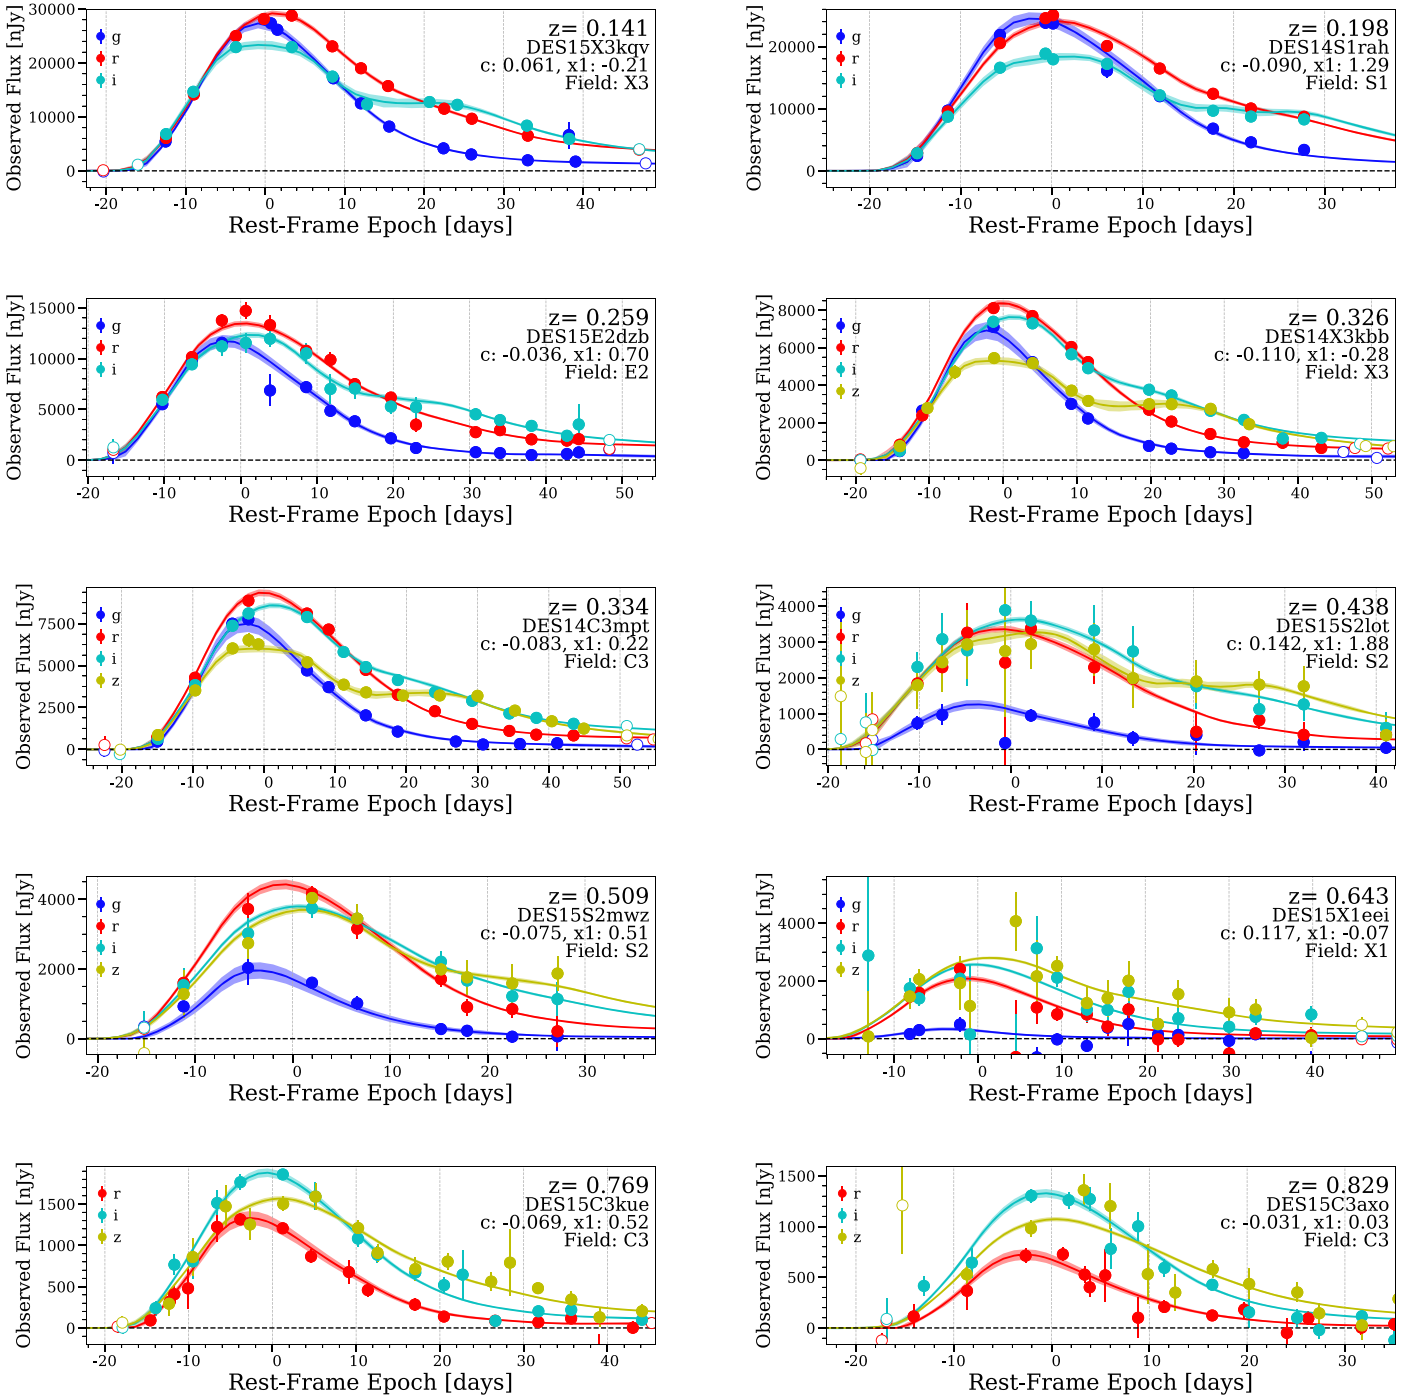 Observed Flux [nJy]
30000
20000
10000
0
g
r
i
z= 0.141
DES15X3kqv
c: 0.061, x1: -0.21
Field: X3
-20 -10 0 10 20 30 40
Rest-Frame Epoch [days]
Observed Flux [nJy]
20000
10000
0
g
r
i
z= 0.198
DES14S1rah
c: -0.090, x1: 1.29
Field: S1
-20 -10 0 10 20 30
Rest-Frame Epoch [days]
Observed Flux [nJy]
15000
10000
5000
0
g
r
i
z= 0.259
DES15E2dzb
c: -0.036, x1: 0.70
Field: E2
-20 -10 0 10 20 30 40 50
Rest-Frame Epoch [days]
Observed Flux [nJy]
8000
6000
4000
2000
0
g
r
i
z
z= 0.326
DES14X3kbb
c: -0.110, x1: -0.28
Field: X3
-20 -10 0 10 20 30 40 50
Rest-Frame Epoch [days]
Observed Flux [nJy]
7500
5000
2500
0
g
r
i
z
z= 0.334
DES14C3mpt
c: -0.083, x1: 0.22
Field: C3
-20 -10 0 10 20 30 40 50
Rest-Frame Epoch [days]
Observed Flux [nJy]
4000
3000
2000
1000
0
g
r
i
z
z= 0.438
DES15S2lot
c: 0.142, x1: 1.88
Field: S2
-20 -10 0 10 20 30 40
Rest-Frame Epoch [days]
Observed Flux [nJy]
4000
2000
0
g
r
i
z
z= 0.509
DES15S2mwz
c: -0.075, x1: 0.51
Field: S2
-20 -10 0 10 20 30
Rest-Frame Epoch [days]
Observed Flux [nJy]
4000
2000
0
g
r
i
z
z= 0.643
DES15X1eei
c: 0.117, x1: -0.07
Field: X1
-10 0 10 20 30 40 50
Rest-Frame Epoch [days]
Observed Flux [nJy]
1500
1000
500
0
r
i
z
z= 0.769
DES15C3kue
c: -0.069, x1: 0.52
Field: C3
-20 -10 0 10 20 30 40
Rest-Frame Epoch [days]
Observed Flux [nJy]
1500
1000
500
0
r
i
z
z= 0.829
DES15C3axo
c: -0.031, x1: 0.03
Field: C3
-20 -10 0 10 20 30
Rest-Frame Epoch [days]